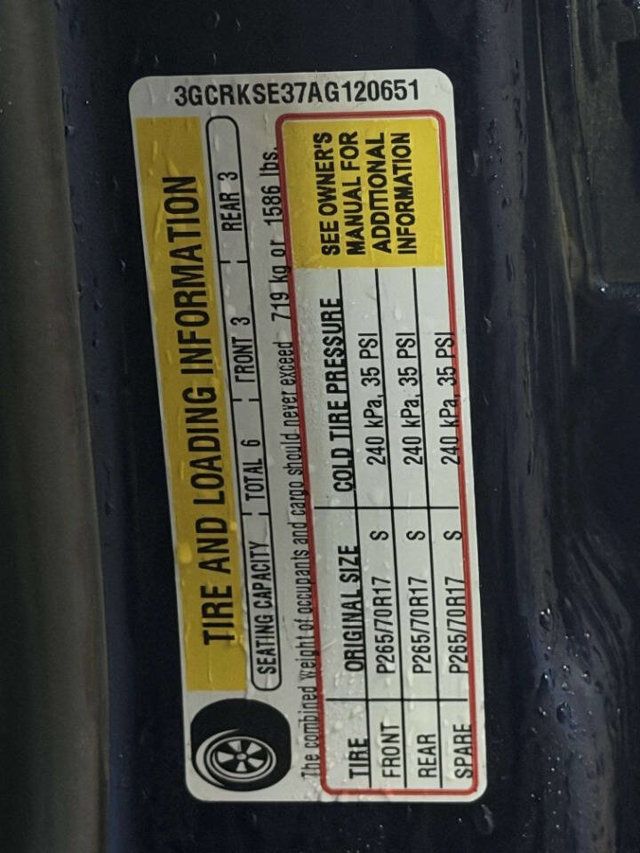 3GCRKSE37AG120651
TIRE AND LOADING INFORMATION
SEATING CAPACITY TOTAL 6 FRONT 3 REAR 3
The combined weight of occupants and cargo should never exceed 719 kg or 1586 lbs.
TIRE ORIGINAL SIZE COLD TIRE PRESSURE
FRONT P265/70R17 S 240 kPa, 35 PSI
REAR P265/70R17 S 240 kPa, 35 PSI
SPARE P265/70R17 S 240 kPa, 35 PSI
SEE OWNER'S
MANUAL FOR
ADDITIONAL
INFORMATION